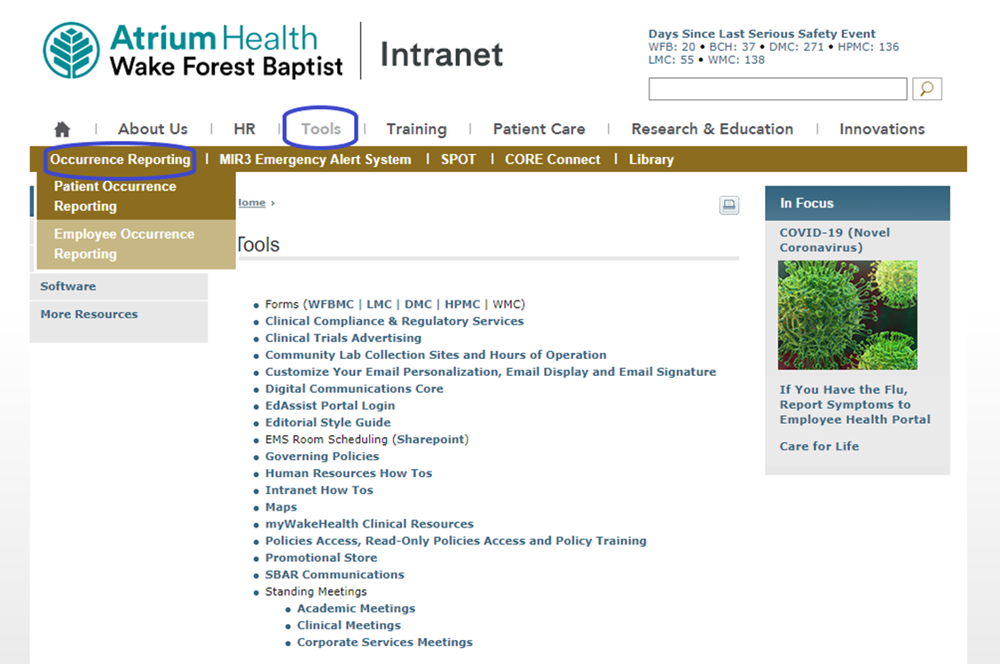 Atrium Health
Wake Forest Baptist
Intranet
Days Since Last Serious Safety Event
WFB: 20 • BCH: 37 • DMC: 271 • HPMC: 136
LMC: 55 • WMC: 138
About Us | HR | Tools | Training | Patient Care | Research & Education | Innovations
Occurrence Reporting | MIR3 Emergency Alert System | SPOT | CORE Connect | Library
Patient Occurrence
Reporting
Employee Occurrence
Reporting
Software
More Resources
lome ›
Tools
• Forms (WFBMC | LMC | DMC | HPMC | WMC)
• Clinical Compliance & Regulatory Services
• Clinical Trials Advertising
• Community Lab Collection Sites and Hours of Operation
• Customize Your Email Personalization, Email Display and Email Signature
• Digital Communications Core
• EdAssist Portal Login
• Editorial Style Guide
• EMS Room Scheduling (Sharepoint)
• Governing Policies
• Human Resources How Tos
• Intranet How Tos
• Maps
• myWakeHealth Clinical Resources
• Policies Access, Read-Only Policies Access and Policy Training
• Promotional Store
• SBAR Communications
• Standing Meetings
• Academic Meetings
• Clinical Meetings
• Corporate Services Meetings
In Focus
COVID-19 (Novel
Coronavirus)
If You Have the Flu,
Report Symptoms to
Employee Health Portal
Care for Life